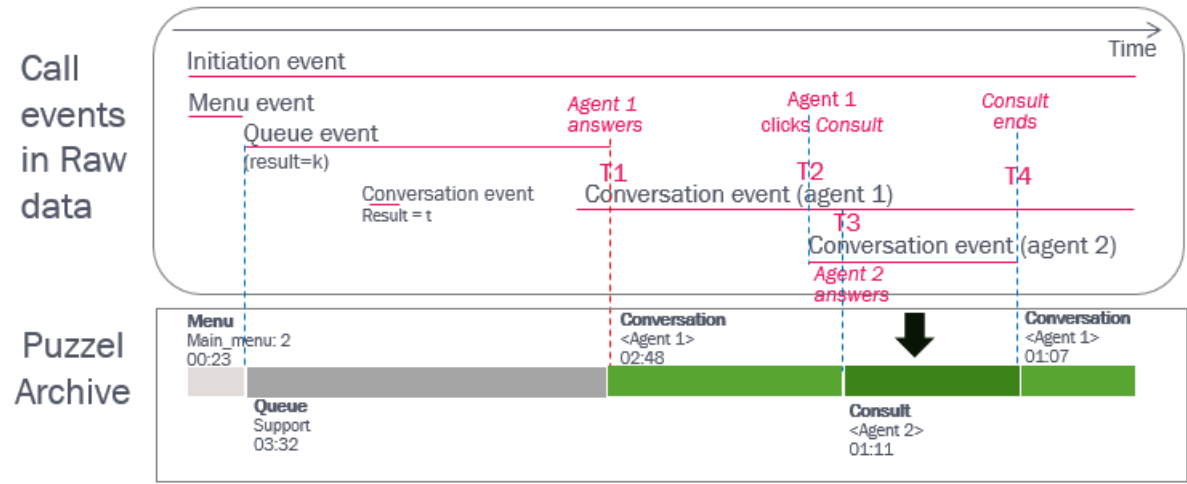 Call
events
in Raw
data
Time
Initiation event
Menu event
Queue event
(result=k)
Agent 1
answers
Agent 1
clicks Consult
Consult
ends
T1
T2
T4
Conversation event
Result = t
Conversation event (agent 1)
T3
Conversation event (agent 2)
Agent 2
answers
Puzzel
Archive
Menu
Main_menu: 2
00:23
Queue
Support
03:32
Conversation
<Agent 1>
02:48
Consult
<Agent 2>
01:11
Conversation
<Agent 1>
01:07